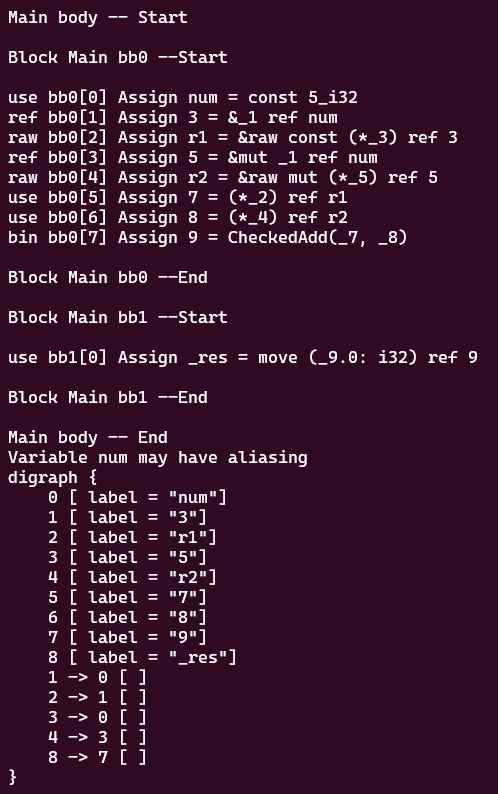 Main body -- Start
Block Main bb0 --Start
use bb0[0] Assign num = const 5_i32
ref bb0[1] Assign 3 = &_1 ref num
raw bb0[2] Assign r1 = &raw const (*_3) ref 3
ref bb0[3] Assign 5 = &mut _1 ref num
raw bb0[4] Assign r2 = &raw mut (*_5) ref 5
use bb0[5] Assign 7 = (*_2) ref r1
use bb0[6] Assign 8 = (*_4) ref r2
bin bb0[7] Assign 9 = CheckedAdd(_7, _8)
Block Main bb0 --End
Block Main bb1 --Start
use bb1[0] Assign _res = move (_9.0: i32) ref 9
Block Main bb1 --End
Main body -- End
Variable num may have aliasing
digraph {
    0 [ label = "num"]
    1 [ label = "3"]
    2 [ label = "r1"]
    3 [ label = "5"]
    4 [ label = "r2"]
    5 [ label = "7"]
    6 [ label = "8"]
    7 [ label = "9"]
    8 [ label = "_res"]
    1 -> 0 [ ]
    2 -> 1 [ ]
    3 -> 0 [ ]
    4 -> 3 [ ]
    8 -> 7 [ ]
}